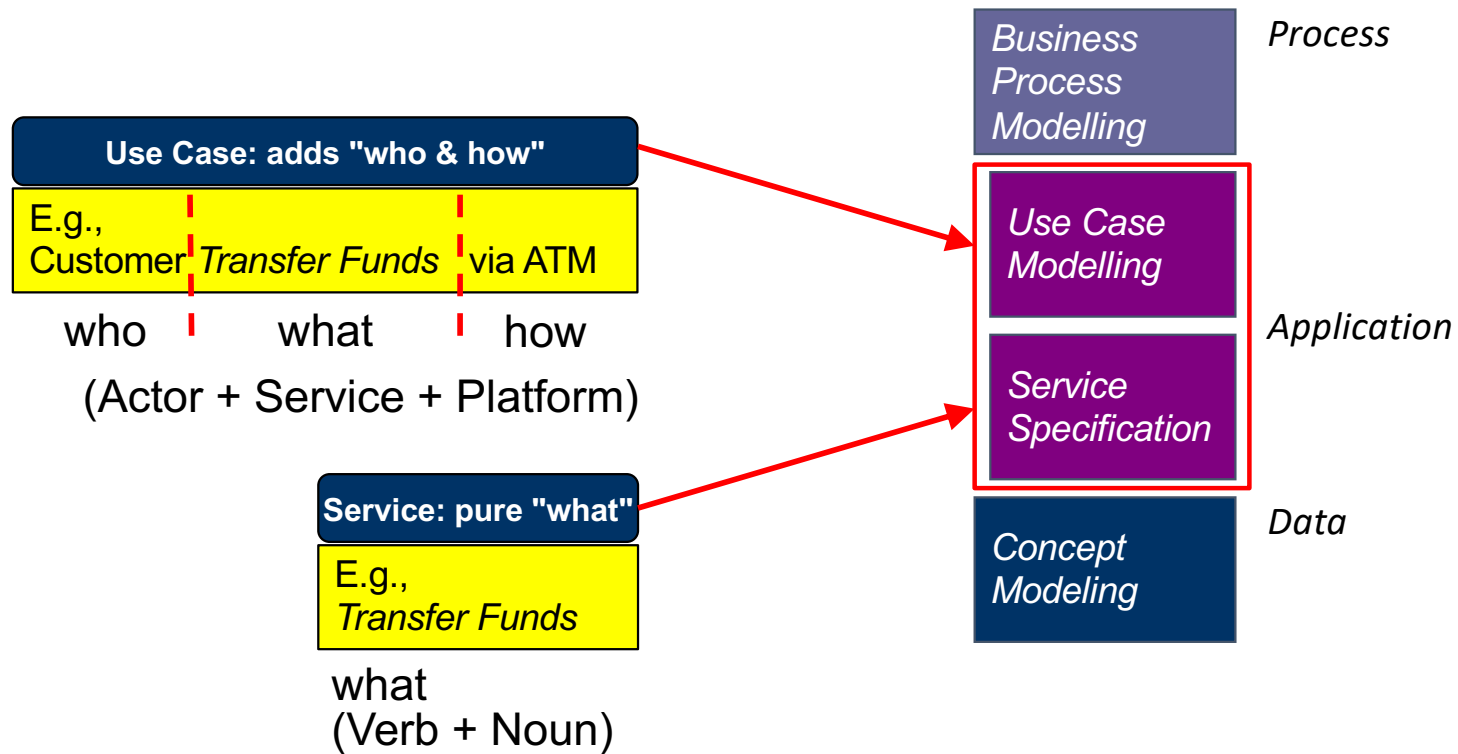 Use Case: adds "who & how"
E.g.,
Customer Transfer Funds via ATM
who what how
(Actor + Service + Platform)
Service: pure "what"
E.g.,
Transfer Funds
what
(Verb + Noun)
Business
Process
Modelling
Process
Use Case
Modelling
Application
Service
Specification
Data
Concept
Modeling